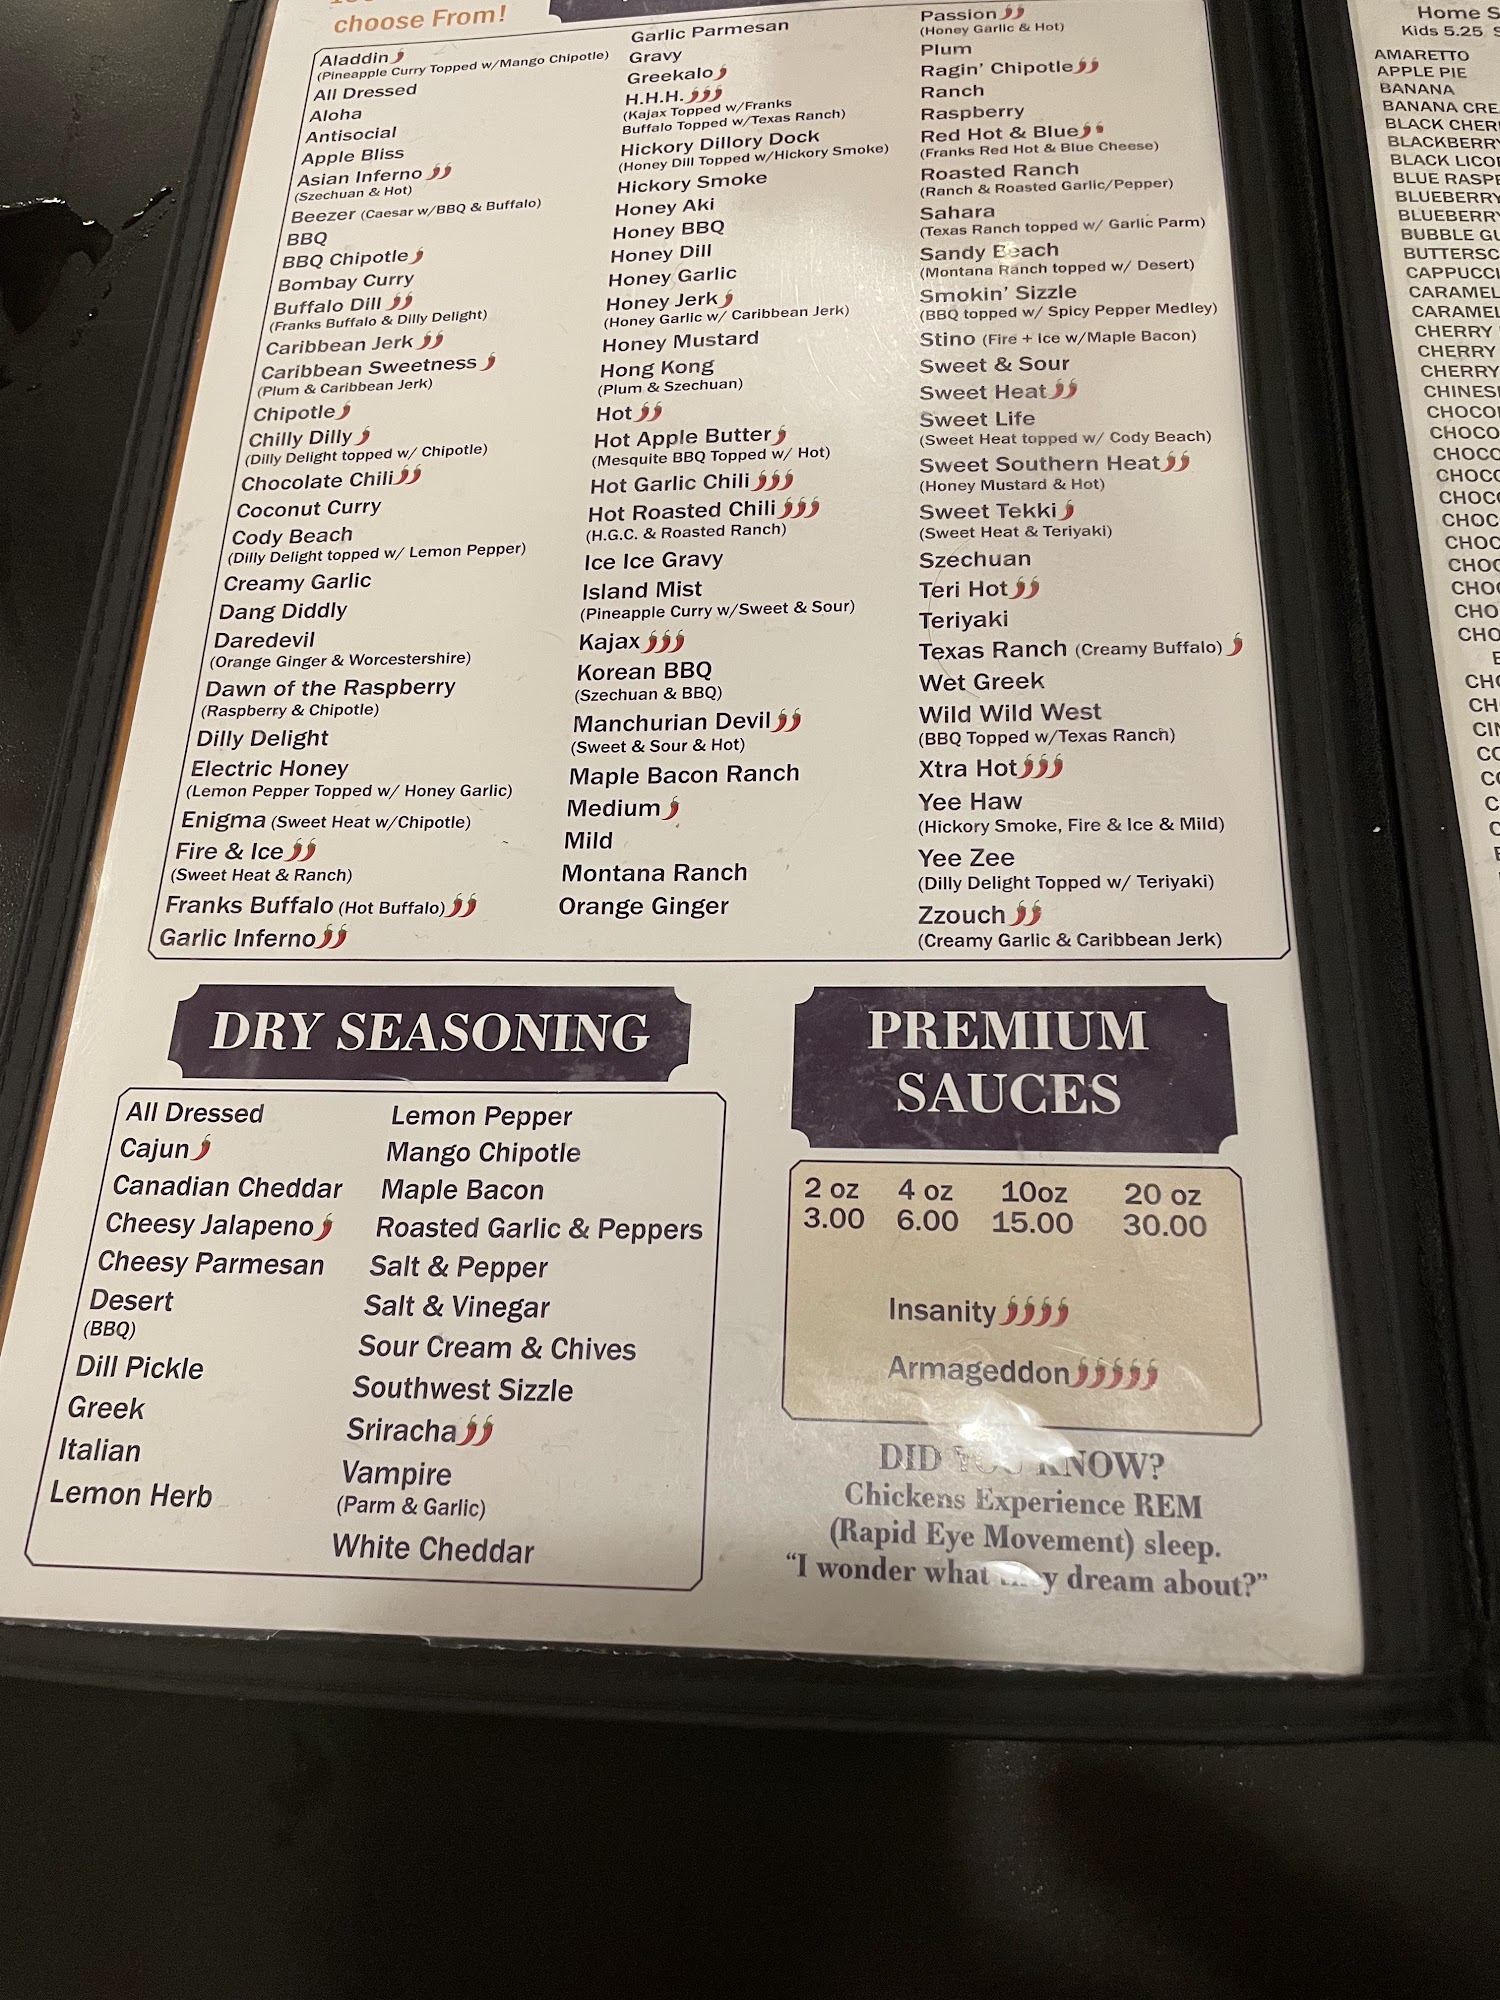 choose From!
Aladdin
(Pineapple Curry Topped w/Mango Chipotle)
All Dressed
Aloha
Antisocial
Apple Bliss
Asian Inferno
(Szechuan & Hot)
Beezer (Caesar w/BBQ & Buffalo)
BBQ
BBQ Chipotle
Bombay Curry
Buffalo Dill
(Franks Buffalo & Dilly Delight)
Caribbean Jerk
Caribbean Sweetness
(Plum & Caribbean Jerk)
Chipotle
Chilly Dilly
(Dilly Delight topped w/ Chipotle)
Chocolate Chili
Coconut Curry
Cody Beach
(Dilly Delight topped w/ Lemon Pepper)
Creamy Garlic
Dang Diddly
Daredevil
(Orange Ginger & Worcestershire)
Dawn of the Raspberry
(Raspberry & Chipotle)
Dilly Delight
Electric Honey
(Lemon Pepper Topped w/ Honey Garlic)
Enigma (Sweet Heat w/Chipotle)
Fire & Ice
(Sweet Heat & Ranch)
Franks Buffalo (Hot Buffalo)
Garlic Inferno
Garlic Parmesan
Gravy
Greekalo
H.H.H.
(Kajax Topped w/Franks
Buffalo Topped w/Texas Ranch)
Hickory Dillory Dock
(Honey Dill Topped w/Hickory Smoke)
Hickory Smoke
Honey Aki
Honey BBQ
Honey Dill
Honey Garlic
Honey Jerk
(Honey Garlic w/ Caribbean Jerk)
Honey Mustard
Hong Kong
(Plum & Szechuan)
Hot
Hot Apple Butter
(Mesquite BBQ Topped w/ Hot)
Hot Garlic Chili
Hot Roasted Chili
(H.G.C. & Roasted Ranch)
Ice Ice Gravy
Island Mist
(Pineapple Curry w/Sweet & Sour)
Kajax
Korean BBQ
(Szechuan & BBQ)
Manchurian Devil
(Sweet & Sour & Hot)
Maple Bacon Ranch
Medium
Mild
Montana Ranch
Orange Ginger
Passion
(Honey Garlic & Hot)
Plum
Ragin' Chipotle
Ranch
Raspberry
Red Hot & Blue
(Franks Red Hot & Blue Cheese)
Roasted Ranch
(Ranch & Roasted Garlic/Pepper)
Sahara
(Texas Ranch topped w/ Garlic Parm)
Sandy Beach
(Montana Ranch topped w/ Desert)
Smokin' Sizzle
(BBQ topped w/ Spicy Pepper Medley)
Stino (Fire + Ice w/Maple Bacon)
Sweet & Sour
Sweet Heat
Sweet Life
(Sweet Heat topped w/ Cody Beach)
Sweet Southern Heat
(Honey Mustard & Hot)
Sweet Tekki
(Sweet Heat & Teriyaki)
Szechuan
Teri Hot
Teriyaki
Texas Ranch (Creamy Buffalo)
Wet Greek
Wild Wild West
(BBQ Topped w/Texas Ranch)
Xtra Hot
Yee Haw
(Hickory Smoke, Fire & Ice & Mild)
Yee Zee
(Dilly Delight Topped w/ Teriyaki)
Zzouch
(Creamy Garlic & Caribbean Jerk)
DRY SEASONING
All Dressed
Cajun
Canadian Cheddar
Cheesy Jalapeno
Cheesy Parmesan
Desert
(BBQ)
Dill Pickle
Greek
Italian
Lemon Herb
Lemon Pepper
Mango Chipotle
Maple Bacon
Roasted Garlic & Peppers
Salt & Pepper
Salt & Vinegar
Sour Cream & Chives
Southwest Sizzle
Sriracha
Vampire
(Parm & Garlic)
White Cheddar
PREMIUM
SAUCES
2 oz 4 oz 10oz 20 oz
3.00 6.00 15.00 30.00
Insanity
Armageddon
DID YOU KNOW?
Chickens Experience REM
(Rapid Eye Movement) sleep.
"I wonder what they dream about?"
Home
Kids 5.25
AMARETTO
APPLE PIE
BANANA
BANANA
BLACK
BLACKBERRY
BLACK
BLUE
BLUEBERRY
BLUEBERRY
BUBBLE
CARAMEL
CHERRY
CHERRY
CHERRY